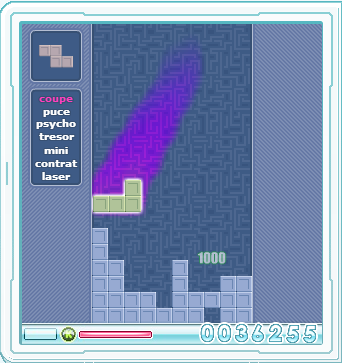 coupe
puce
psycho
tresor
mini
contrat
laser
1000
0036255